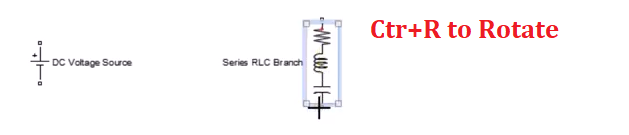 Ctr+R to Rotate
DC Voltage Source
Series RLC Branch